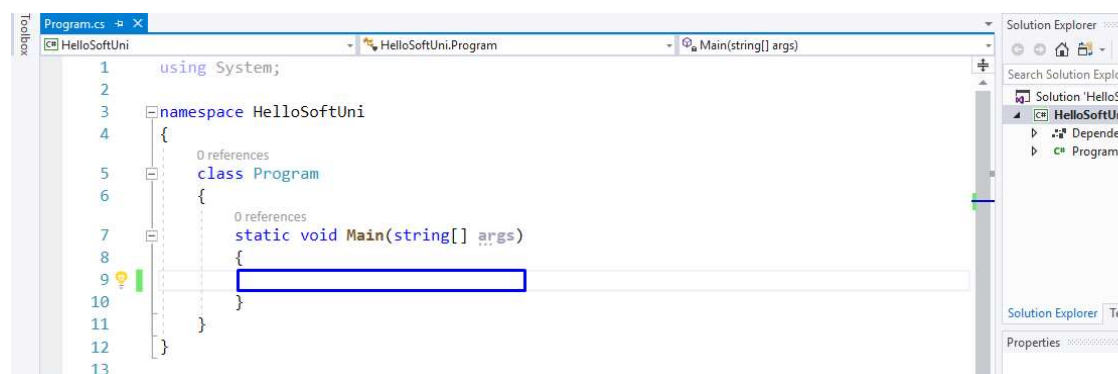 Toolbox
Program.cs
C# HelloSoftUni
HelloSoftUni.Program
Main(string[] args)
1 using System;
2
3 namespace HelloSoftUni
4 {
0 references
5 class Program
6 {
0 references
7 static void Main(string[] args)
8 {
9
10 }
11 }
12 }
13
Solution Explorer
Search Solution Explo
Solution 'HelloS
C# HelloSoftUn
Depende
C# Program
Solution Explorer Te
Properties